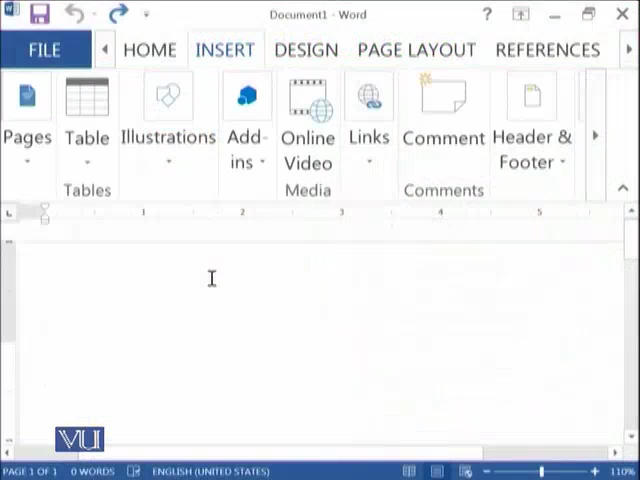 Document1 - Word
?
FILE HOME INSERT DESIGN PAGE LAYOUT REFERENCES
Pages Table Illustrations Add-ins Online Video Links Comment Header & Footer
Tables Media Comments
L 1 2 3 4 5
VU
PAGE 1 OF 1 0 WORDS ENGLISH (UNITED STATES) 110%